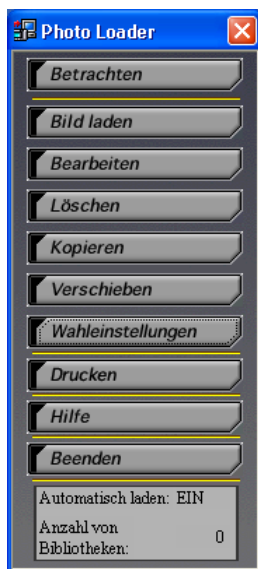 Photo Loader
Betrachten
Bild laden
Bearbeiten
Löschen
Kopieren
Verschieben
Wahleinstellungen
Drucken
Hilfe
Beenden
Automatisch laden: EIN
Anzahl von 0
Bibliotheken: